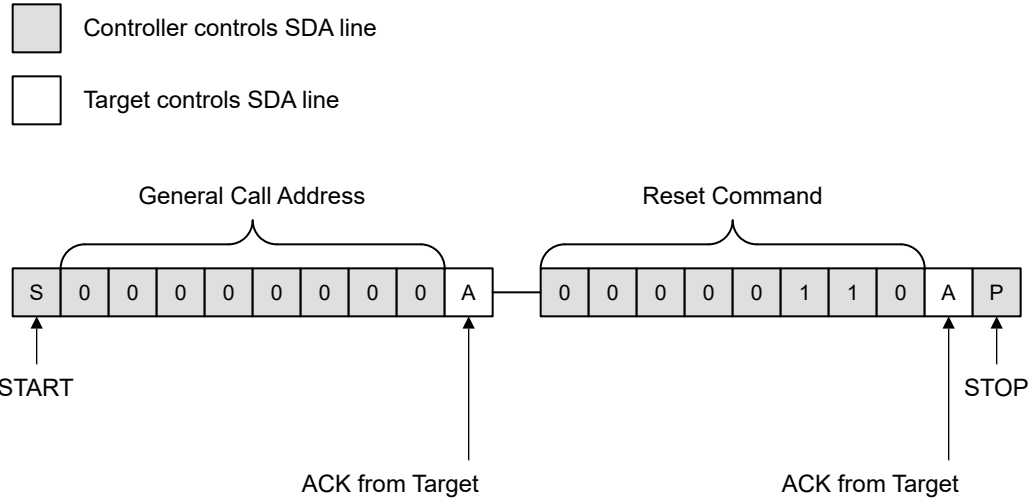 Controller controls SDA line
Target controls SDA line
General Call Address Reset Command
S 0 0 0 0 0 0 0 0 A 0 0 0 0 0 1 1 0 A P
START STOP
ACK from Target ACK from Target